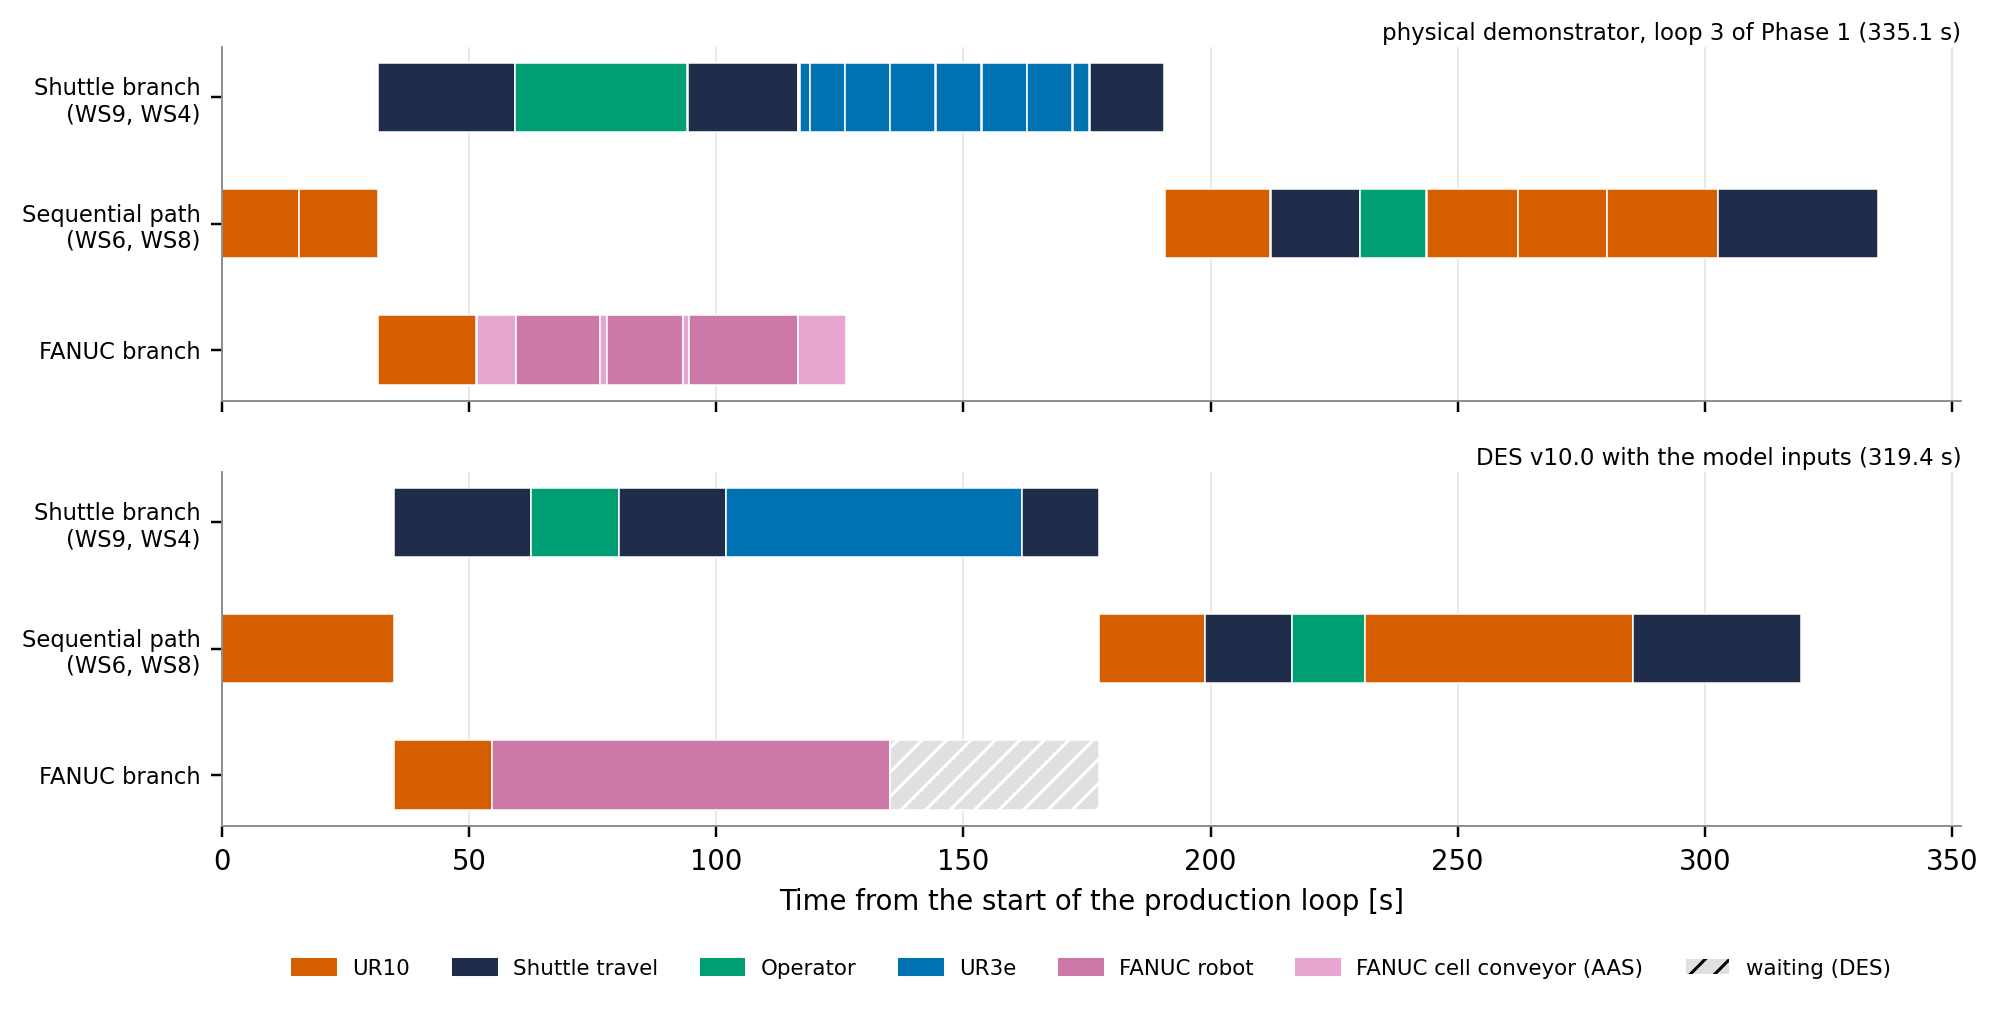 physical demonstrator, loop 3 of Phase 1 (335.1 s)
Shuttle branch
(WS9, WS4)
Sequential path
(WS6, WS8)
FANUC branch
DES v10.0 with the model inputs (319.4 s)
Shuttle branch
(WS9, WS4)
Sequential path
(WS6, WS8)
FANUC branch
0 50 100 150 200 250 300 350
Time from the start of the production loop [s]
UR10 Shuttle travel Operator UR3e FANUC robot FANUC cell conveyor (AAS) waiting (DES)